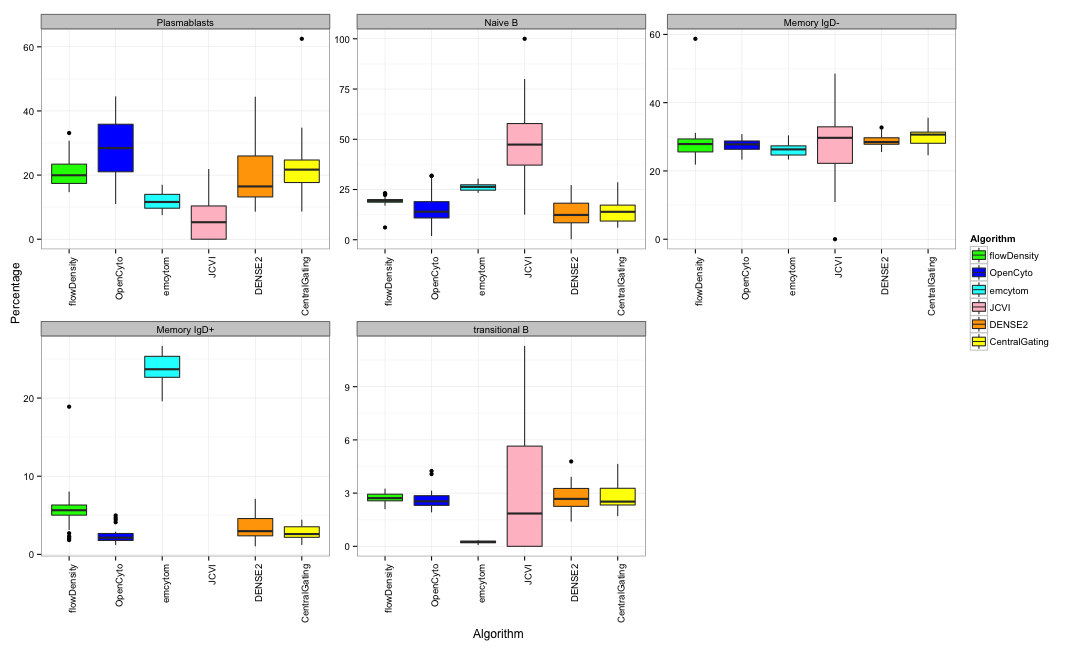 Plasmablasts
Naive B
Memory IgD-
60
40
20
0
100
75
50
25
0
60
40
20
0
flowDensity
OpenCyto
emcytom
JCVI
DENSE2
CentralGating
flowDensity
OpenCyto
emcytom
JCVI
DENSE2
CentralGating
flowDensity
OpenCyto
emcytom
JCVI
DENSE2
CentralGating
Percentage
Algorithm
flowDensity
OpenCyto
emcytom
JCVI
DENSE2
CentralGating
Memory IgD+
transitional B
20
10
0
9
6
3
0
flowDensity
OpenCyto
emcytom
JCVI
DENSE2
CentralGating
flowDensity
OpenCyto
emcytom
JCVI
DENSE2
CentralGating
Algorithm